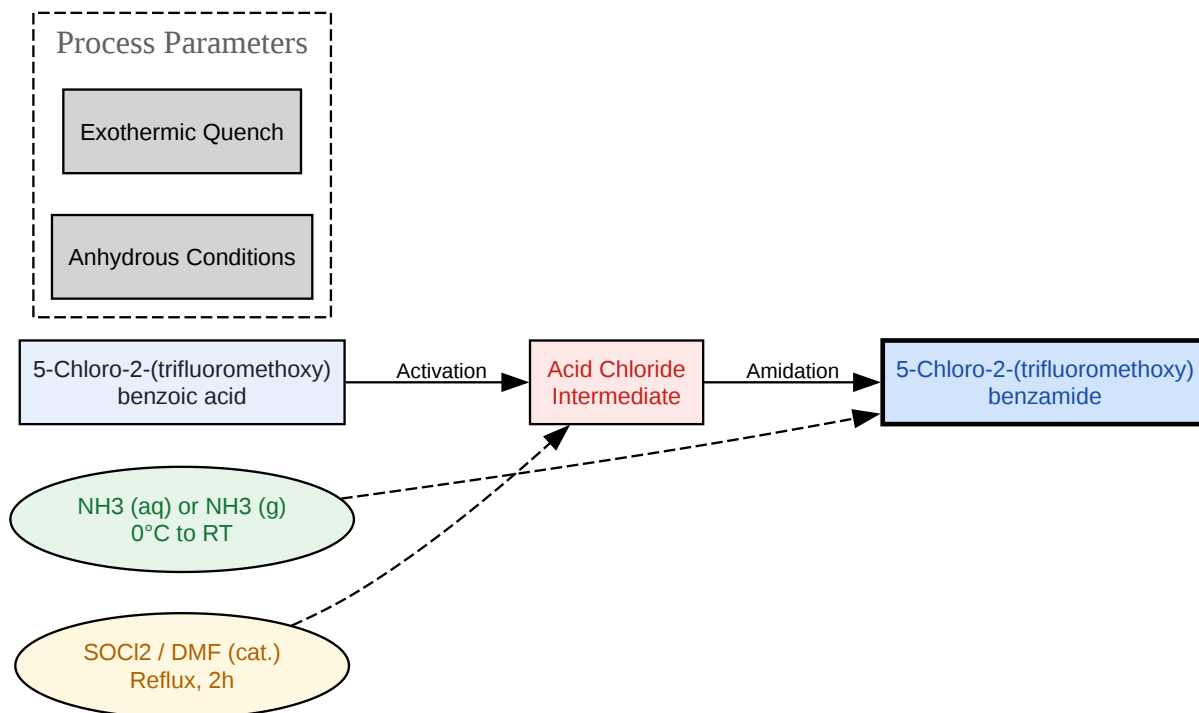 Process Parameters
Exothermic Quench
Anhydrous Conditions
5-Chloro-2-(trifluoromethoxy)
benzoic acid
Activation
Acid Chloride
Intermediate
Amidation
5-Chloro-2-(trifluoromethoxy)
benzamide
NH3 (aq) or NH3 (g)
0°C to RT
SOCl2 / DMF (cat.)
Reflux, 2h